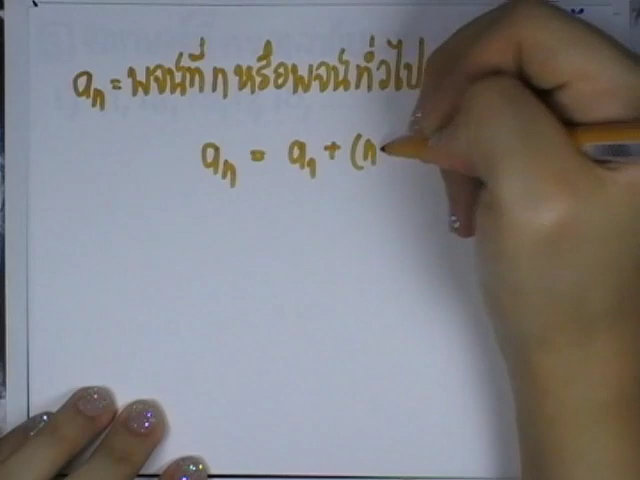 aₙ = พจน์ที่ n หรือพจน์ทั่วไป
aₙ = a₁ + (n